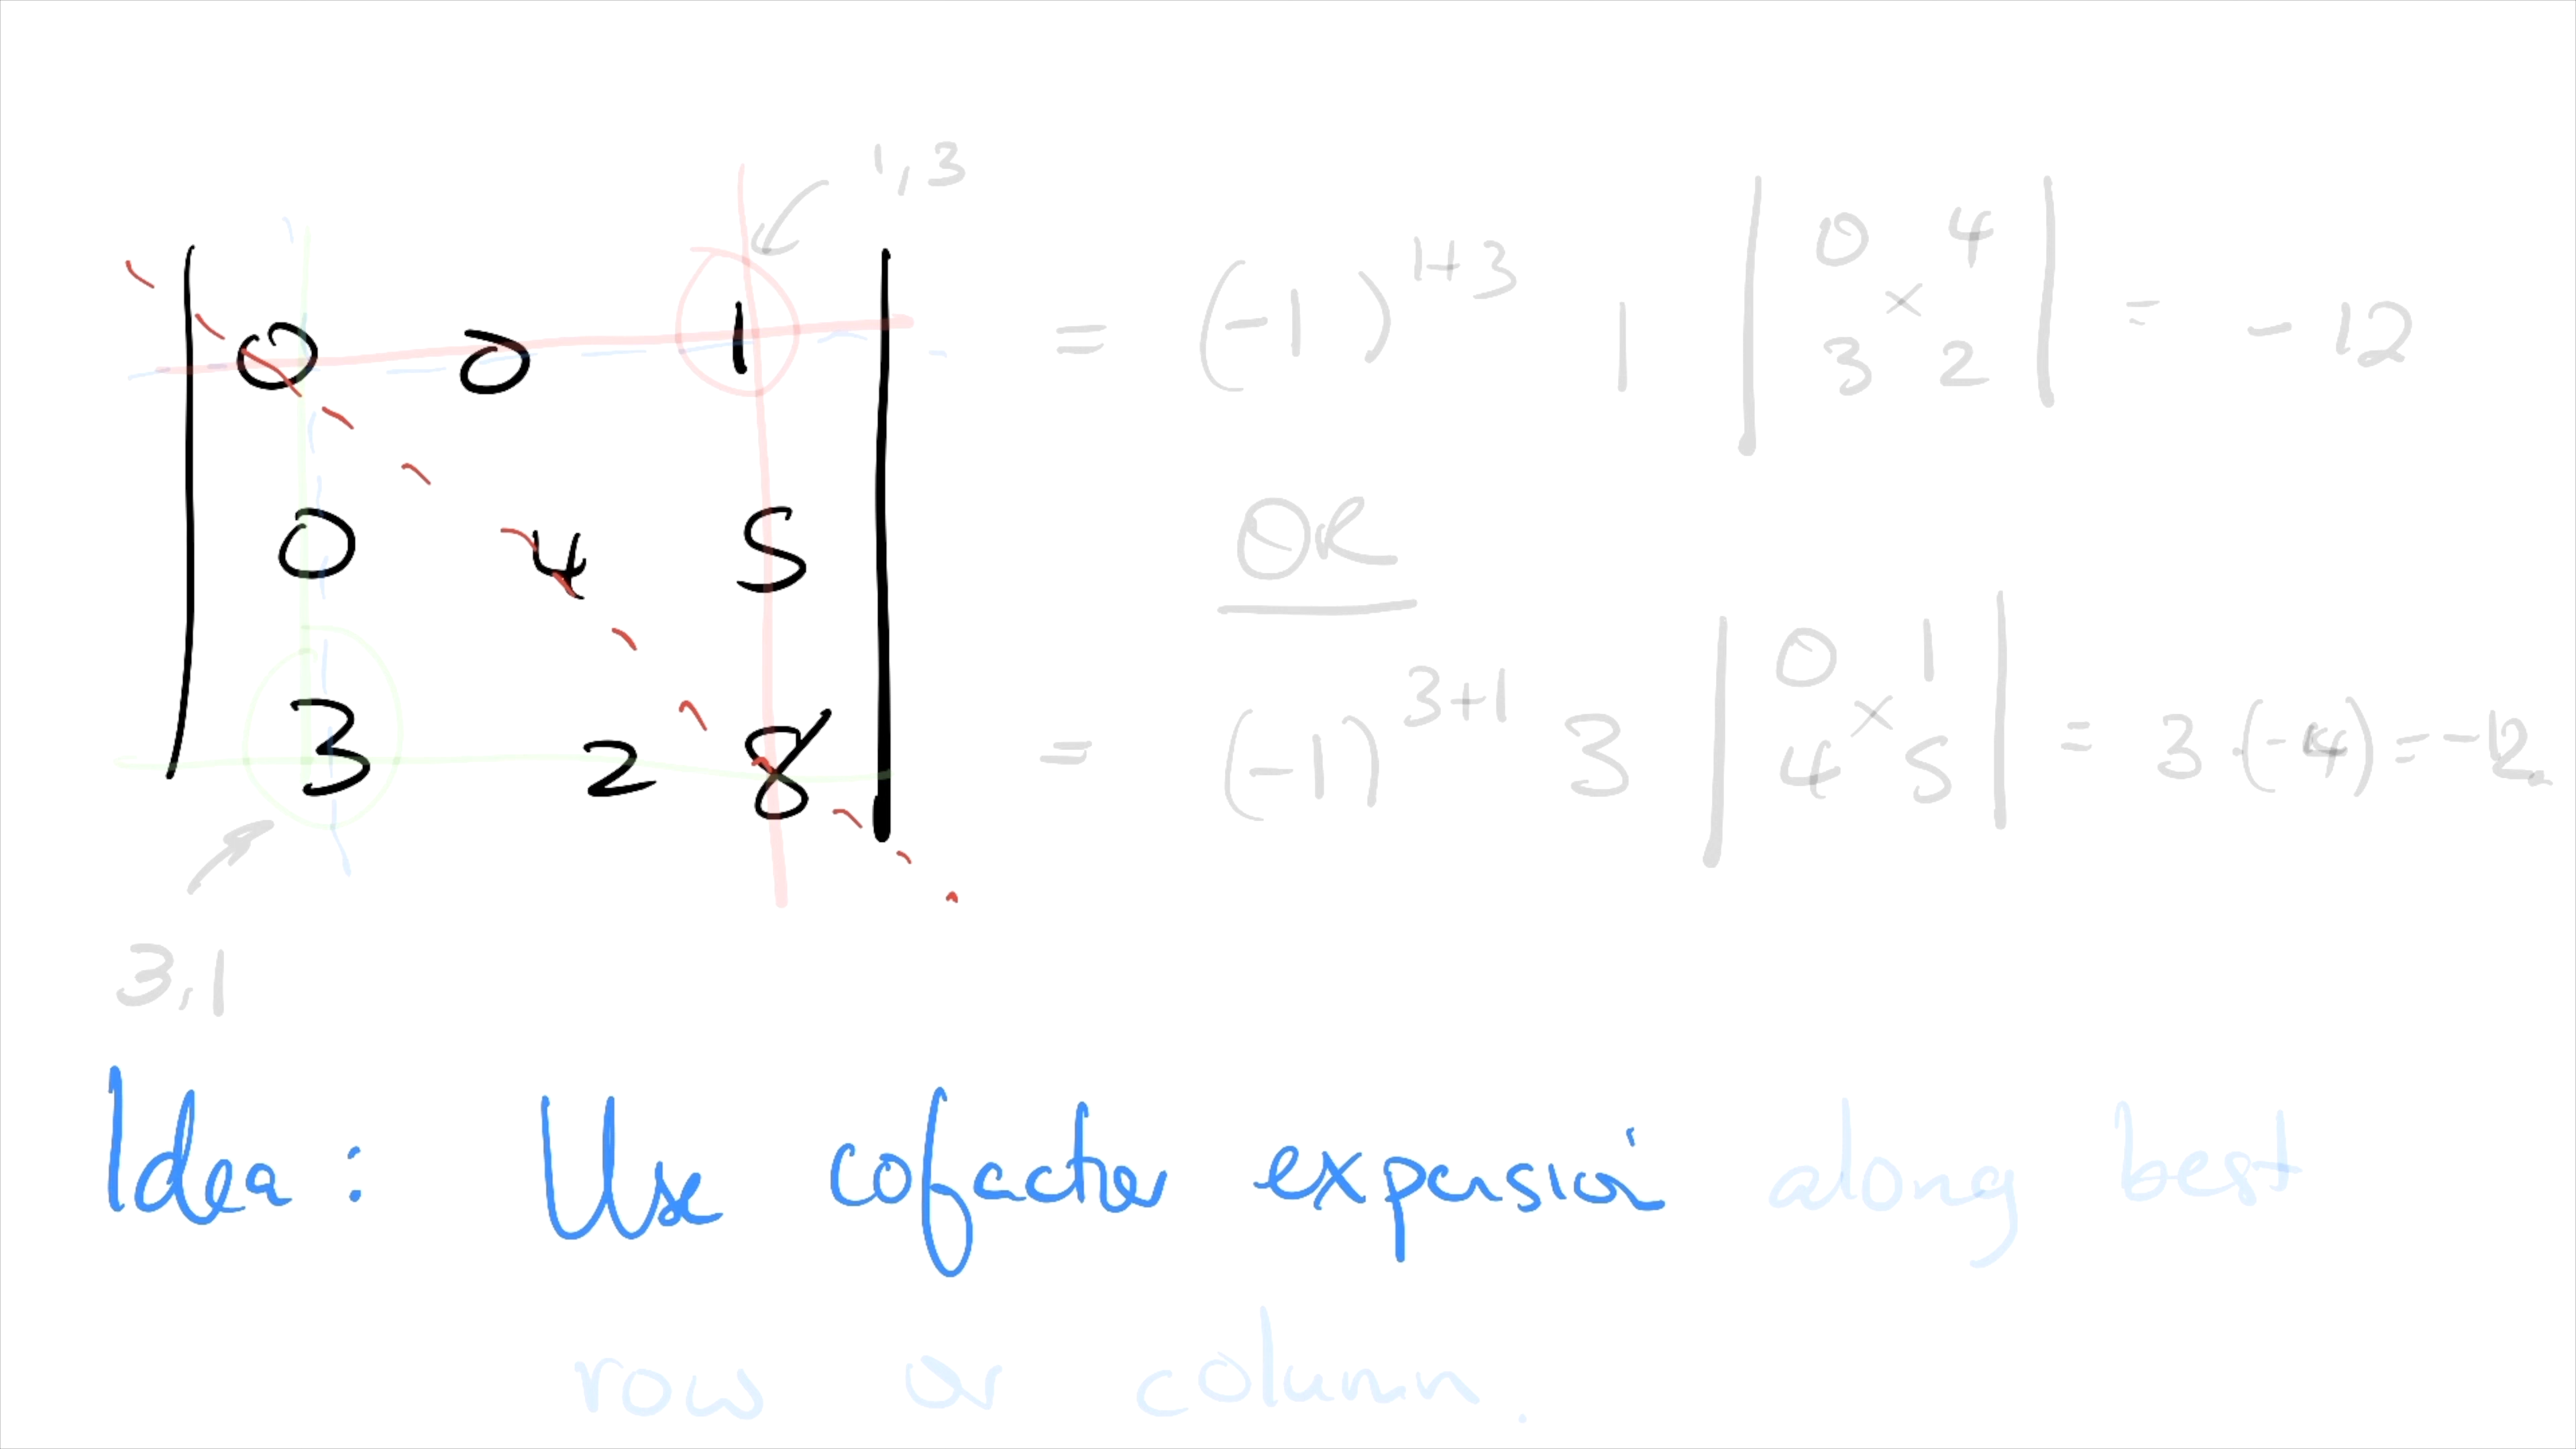 1,3
| 0 0 1 | = (-1)^{1+3} 1 | 0 4 | = -12
| 0 4 5 | × | 3 2 |
OR
| 3 2 8 | = (-1)^{3+1} 3 | 0 1 | = 3·(-4) = -12
× | 4 5 |
3,1
Idea: Use cofactor expansion along best
row or column.